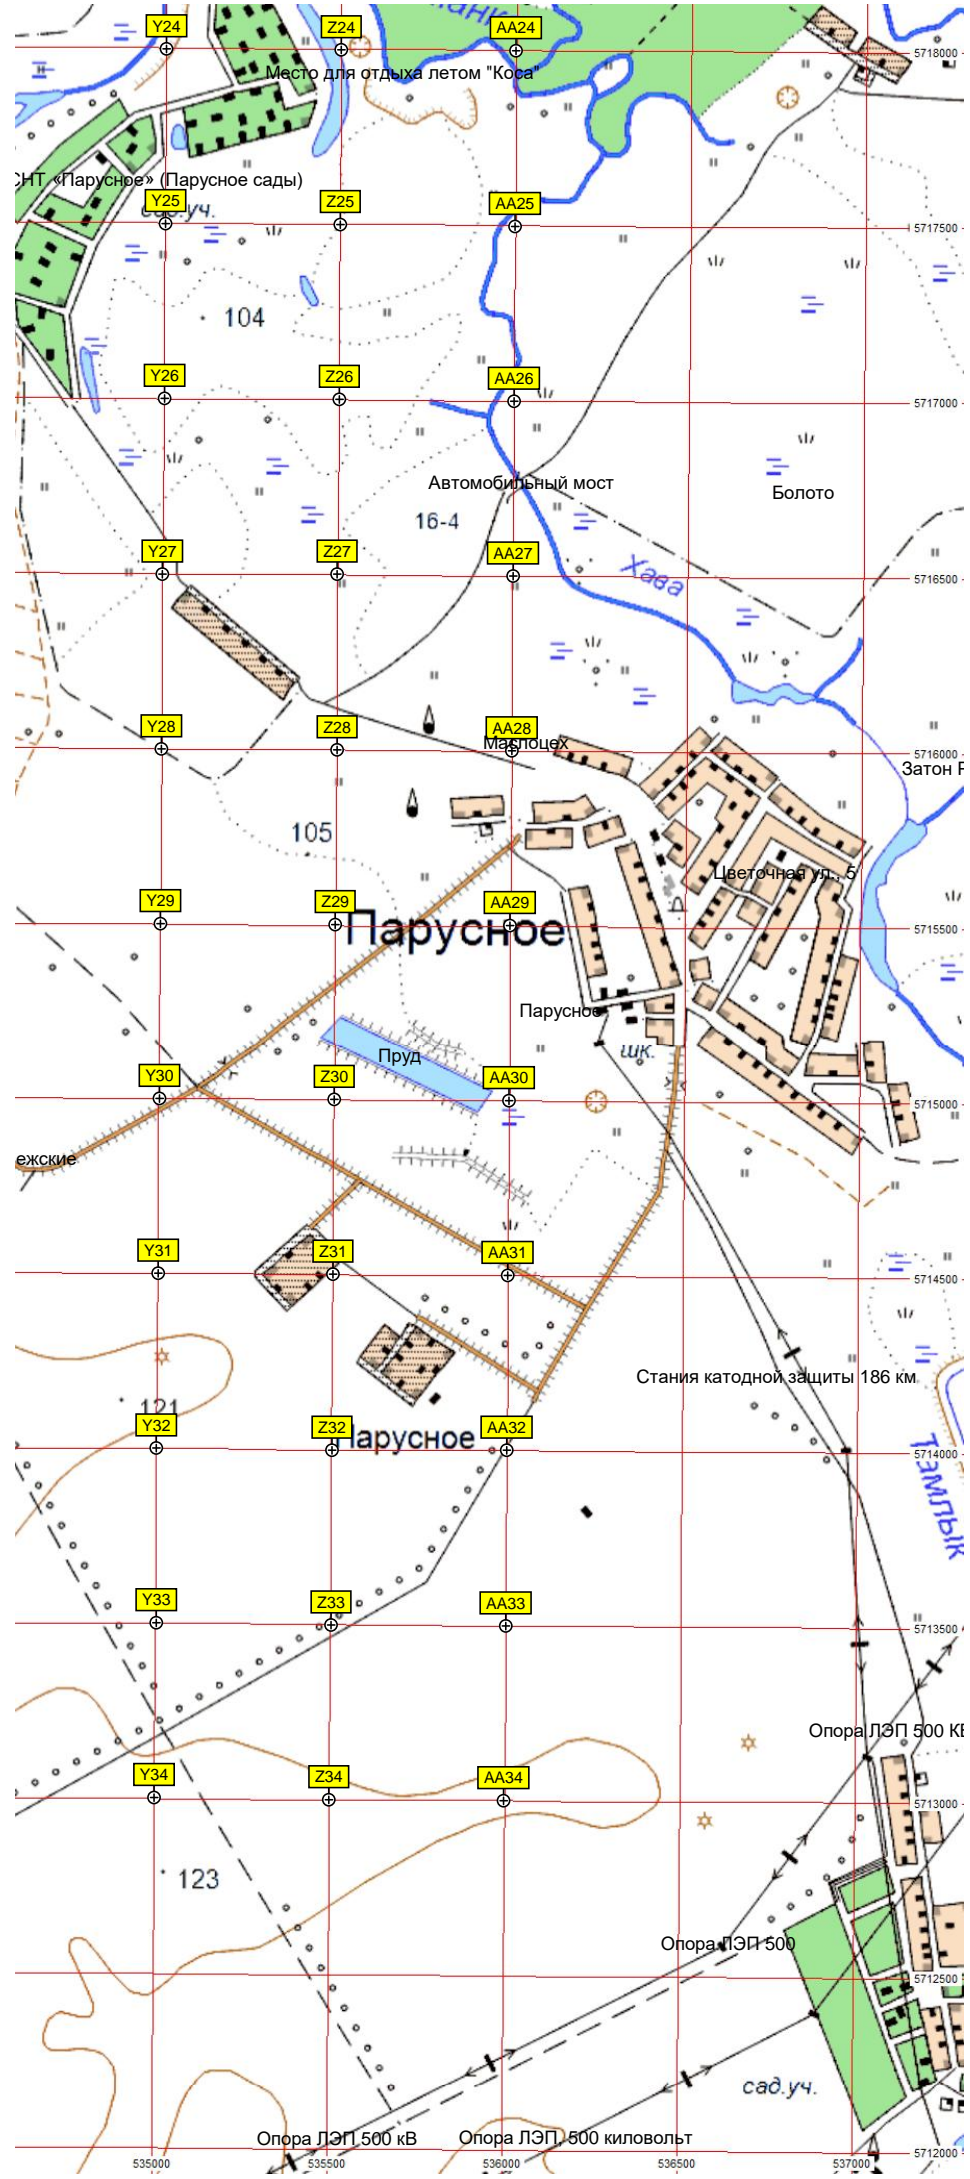 Y24
Z24
AA24
5718000
Место для отдыха летом "Коса"
СНТ «Парусное» (Парусное сады)
Y25
Z25
AA25
сад.уч.
5717500
104
Y26
Z26
AA26
5717000
Автомобильный мост
Болото
16-4
Y27
Z27
AA27
Хава
5716500
Y28
Z28
AA28
Маслоцех
5716000
Затон
105
Цветочная ул., 5
Y29
Z29
AA29
Парусное
5715500
Парусное
шк.
Пруд
Y30
Z30
AA30
5715000
ежские
Y31
Z31
AA31
5714500
Стания катодной защиты 186 км
121
Y32
Z32
AA32
Парусное
5714000
Тамлык
Y33
Z33
AA33
5713500
Опора ЛЭП 500 КВ
Y34
Z34
AA34
5713000
123
Опора ЛЭП 500
5712500
сад.уч.
Опора ЛЭП 500 кВ
Опора ЛЭП 500 киловольт
5712000
535000
535500
536000
536500
537000